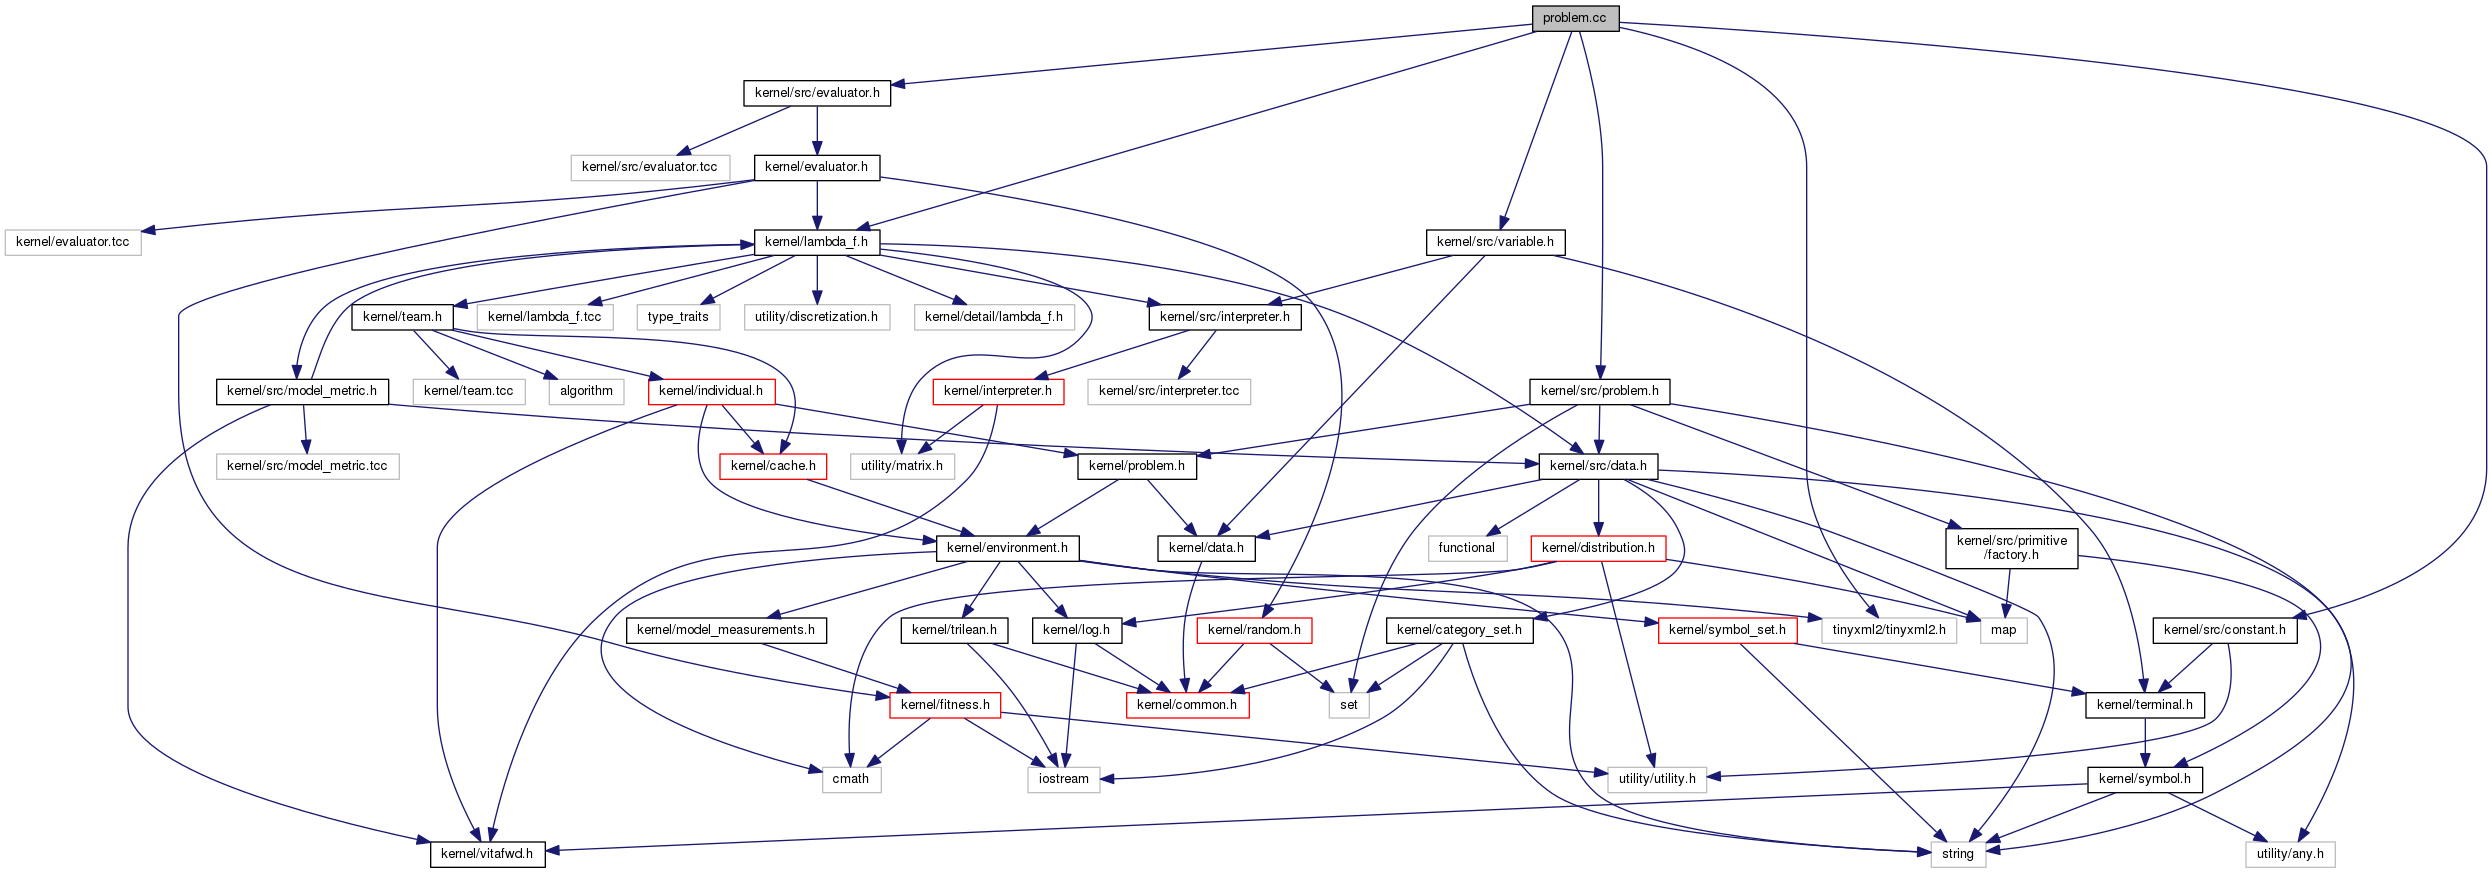 problem.cc
kernel/src/evaluator.h
kernel/src/evaluator.tcc
kernel/evaluator.h
kernel/evaluator.tcc
kernel/lambda_f.h
kernel/src/variable.h
kernel/team.h
kernel/lambda_f.tcc
type_traits
utility/discretization.h
kernel/detail/lambda_f.h
kernel/src/interpreter.h
kernel/src/model_metric.h
kernel/team.tcc
algorithm
kernel/individual.h
kernel/interpreter.h
kernel/src/interpreter.tcc
kernel/src/problem.h
kernel/src/model_metric.tcc
kernel/cache.h
utility/matrix.h
kernel/problem.h
kernel/src/data.h
kernel/environment.h
kernel/data.h
functional
kernel/distribution.h
kernel/src/primitive
/factory.h
kernel/model_measurements.h
kernel/trilean.h
kernel/log.h
kernel/random.h
kernel/category_set.h
kernel/symbol_set.h
tinyxml2/tinyxml2.h
map
kernel/src/constant.h
kernel/fitness.h
kernel/common.h
set
kernel/terminal.h
cmath
iostream
utility/utility.h
kernel/symbol.h
kernel/vitafwd.h
string
utility/any.h